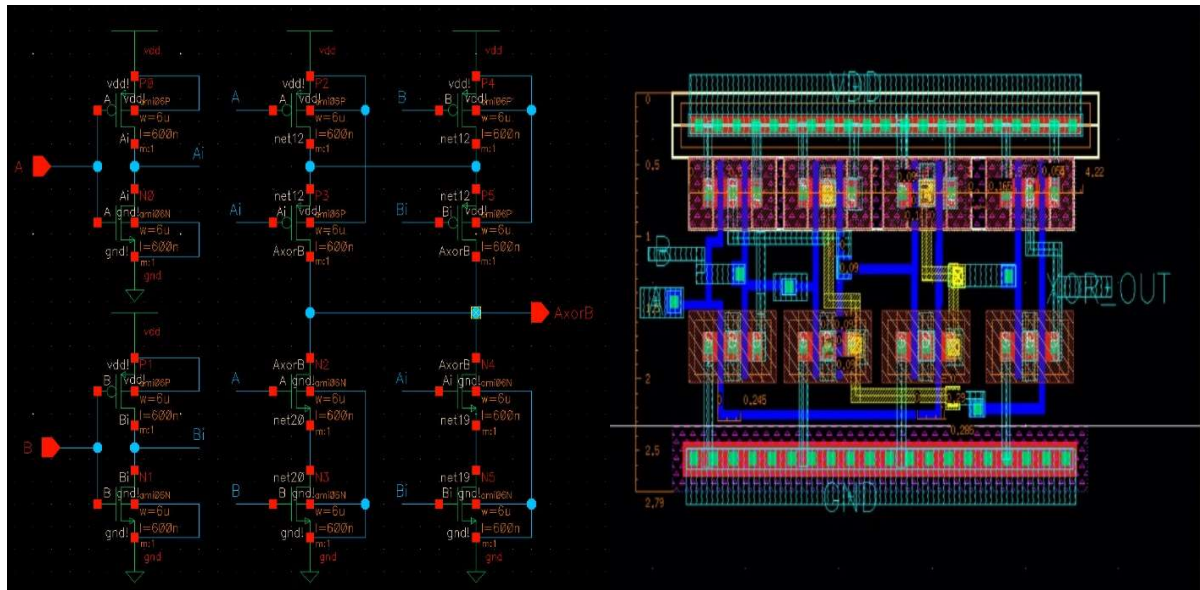 vdd
vdd
vdd
vdd!
P0
vdd!
P2
vdd!
P4
A
vdd!
ami06P
A
A
vdd!
ami06P
B
B
vdd!
ami06P
w=6u
w=6u
w=6u
l=600n
l=600n
l=600n
Ai
m:1
net12
m:1
net12
m:1
A
Ai
Ai
N0
net12
P3
net12
P5
A
gnd!
ami06N
Ai
Ai
vdd!
ami06P
Bi
Bi
vdd!
ami06P
w=6u
w=6u
w=6u
l=600n
l=600n
l=600n
gnd!
m:1
AxorB
m:1
AxorB
m:1
gnd
AxorB
vdd
vdd!
P1
AxorB
N2
AxorB
N4
B
vdd!
ami06P
A
A
gnd!
ami06N
Ai
Ai
gnd!
ami06N
w=6u
w=6u
w=6u
l=600n
l=600n
l=600n
Bi
m:1
net20
m:1
net19
m:1
B
Bi
Bi
N1
net20
N3
net19
N5
B
gnd!
ami06N
B
B
gnd!
ami06N
Bi
Bi
gnd!
ami06N
w=6u
w=6u
w=6u
l=600n
l=600n
l=600n
gnd!
m:1
gnd!
m:1
gnd!
m:1
gnd
gnd
gnd
VDD
0
0.5
4.22
1
B
0.09
A
XOR_OUT
2
0.245
0.285
2.5
2.79
GND